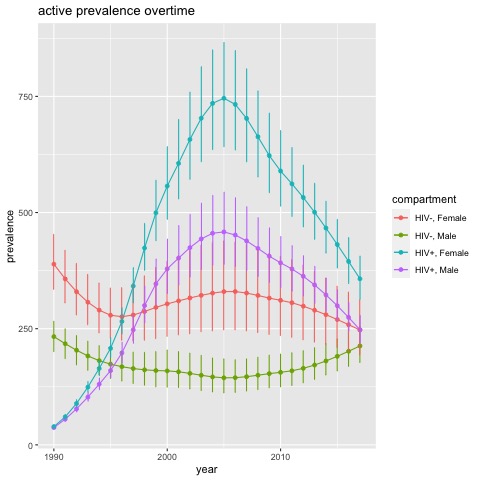 active prevalence overtime
prevalence
750
500
250
0
1990
2000
2010
year
compartment
HIV-, Female
HIV-, Male
HIV+, Female
HIV+, Male